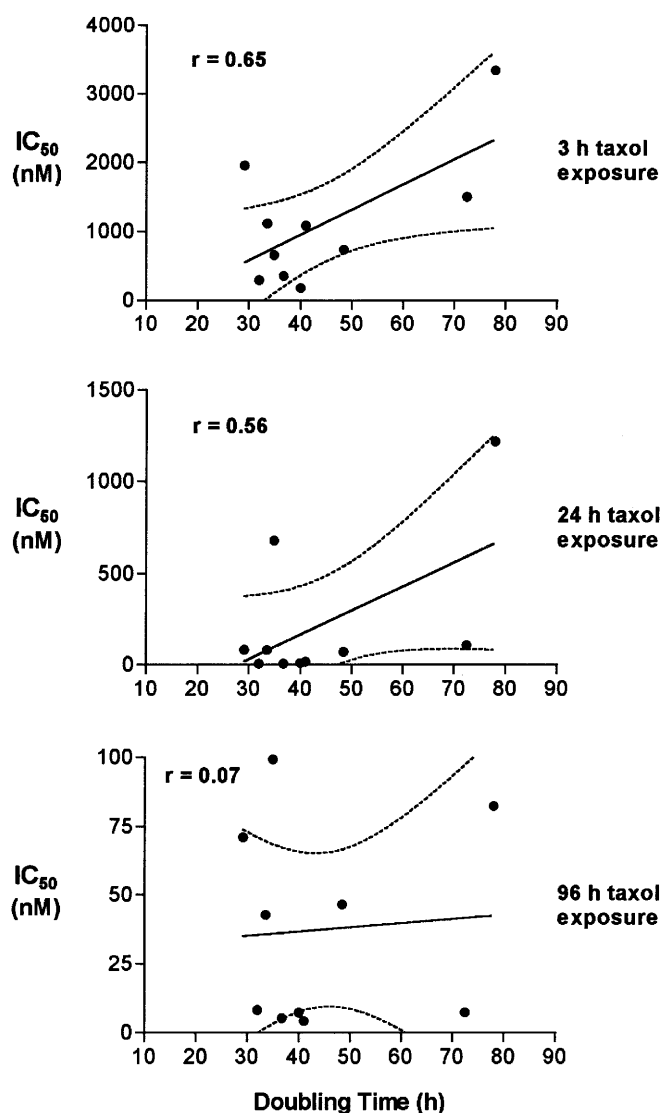 4000
r = 0.65
3000
IC50
(nM)
2000
3 h taxol
exposure
1000
0
10 20 30 40 50 60 70 80 90
1500
r = 0.56
1000
IC50
(nM)
24 h taxol
exposure
500
0
10 20 30 40 50 60 70 80 90
100
r = 0.07
75
IC50
(nM)
50
96 h taxol
exposure
25
0
10 20 30 40 50 60 70 80 90
Doubling Time (h)